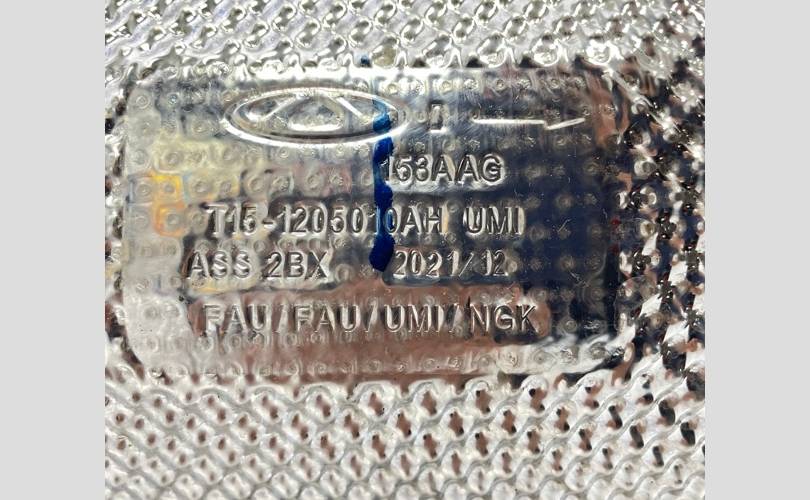 153AAG
T15-1205010AH UMI
ASS 2BX 2021/12
FAU/FAU/UMI/NGK